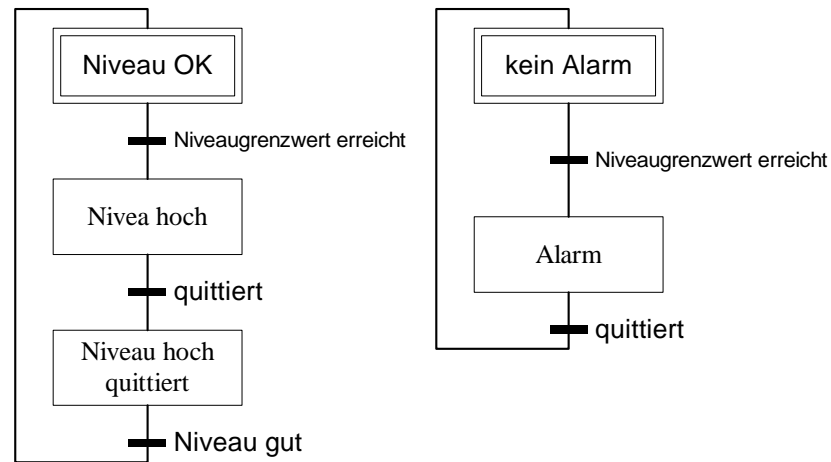 Niveau OK
Niveaugrenzwert erreicht
Nivea hoch
quittiert
Niveau hoch
quittiert
Niveau gut
kein Alarm
Niveaugrenzwert erreicht
Alarm
quittiert